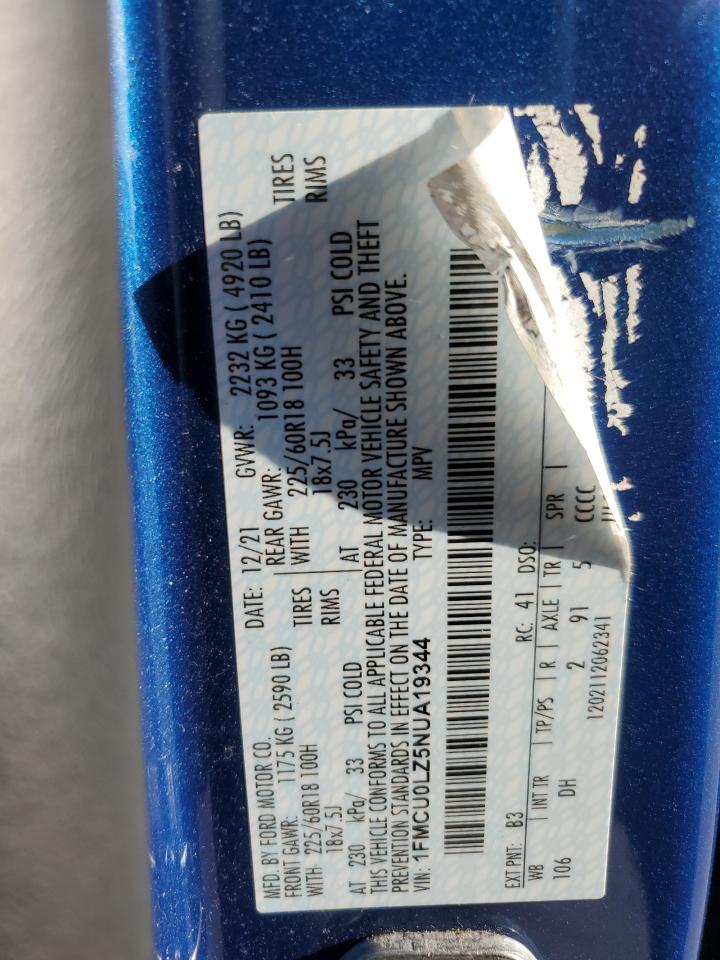 MFD. BY FORD MOTOR CO.
DATE: 12/21 GVWR: 2232 KG ( 4920 LB)
FRONT GAWR: 1175 KG ( 2590 LB) REAR GAWR: 1093 KG ( 2410 LB)
WITH 225/60R18 100H TIRES WITH 225/60R18 100H TIRES
18x7.5J RIMS 18x7.5J RIMS
AT 230 kPa/ 33 PSI COLD AT 230 kPa/ 33 PSI COLD
THIS VEHICLE CONFORMS TO ALL APPLICABLE FEDERAL MOTOR VEHICLE SAFETY AND THEFT
PREVENTION STANDARDS IN EFFECT ON THE DATE OF MANUFACTURE SHOWN ABOVE.
VIN: 1FMCU0LZ5NUA19344 TYPE: MPV
EXT PNT: B3 RC: 41 DSO:
WB | INT TR | TP/PS | R | AXLE | TR | SPR |
106 DH 2 91 5 CCCC
1202112062341